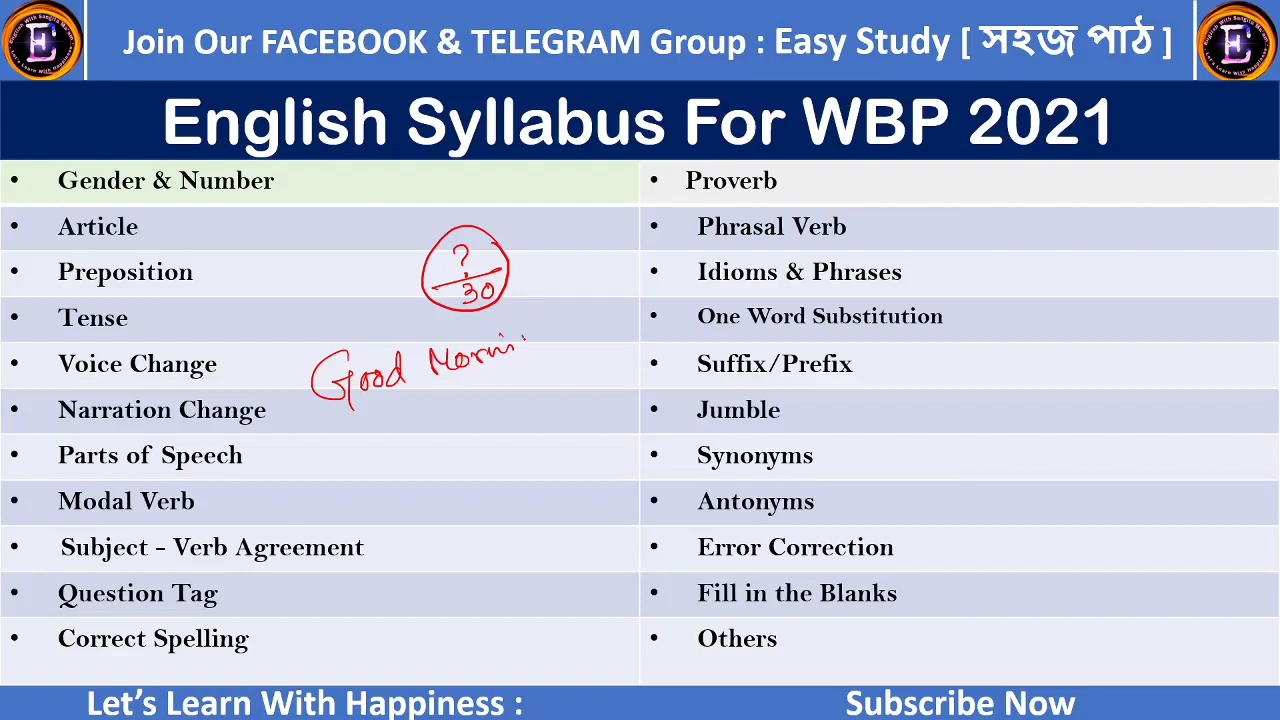 Join Our FACEBOOK & TELEGRAM Group : Easy Study [ সহজ পাঠ ]
English Syllabus For WBP 2021
• Gender & Number
• Article
• Preposition
• Tense
• Voice Change
• Narration Change
• Parts of Speech
• Modal Verb
• Subject – Verb Agreement
• Question Tag
• Correct Spelling
?
30
Good Morni
• Proverb
• Phrasal Verb
• Idioms & Phrases
• One Word Substitution
• Suffix/Prefix
• Jumble
• Synonyms
• Antonyms
• Error Correction
• Fill in the Blanks
• Others
Let’s Learn With Happiness :
Subscribe Now